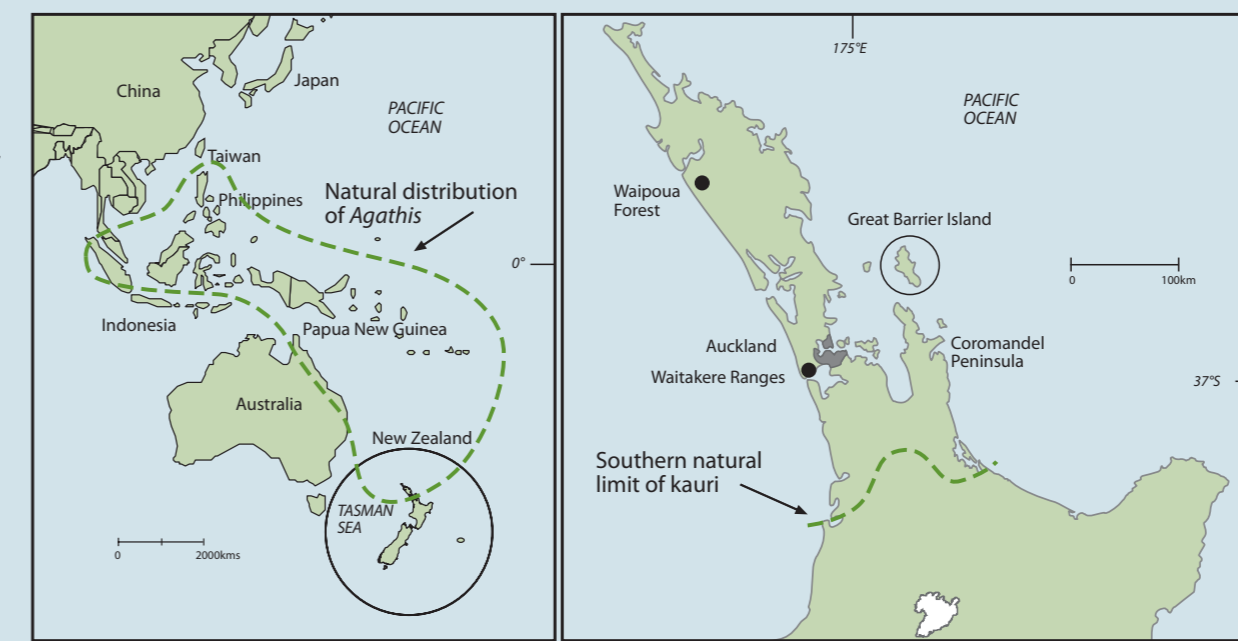 China
Japan
PACIFIC
OCEAN
Taiwan
Philippines
Natural distribution
of Agathis
0°
Indonesia
Papua New Guinea
Australia
New Zealand
TASMAN
SEA
0
2000kms
175°E
PACIFIC
OCEAN
Waipoua
Forest
Great Barrier Island
0
100km
Auckland
Coromandel
Peninsula
Waitakere Ranges
37°S
Southern natural
limit of kauri